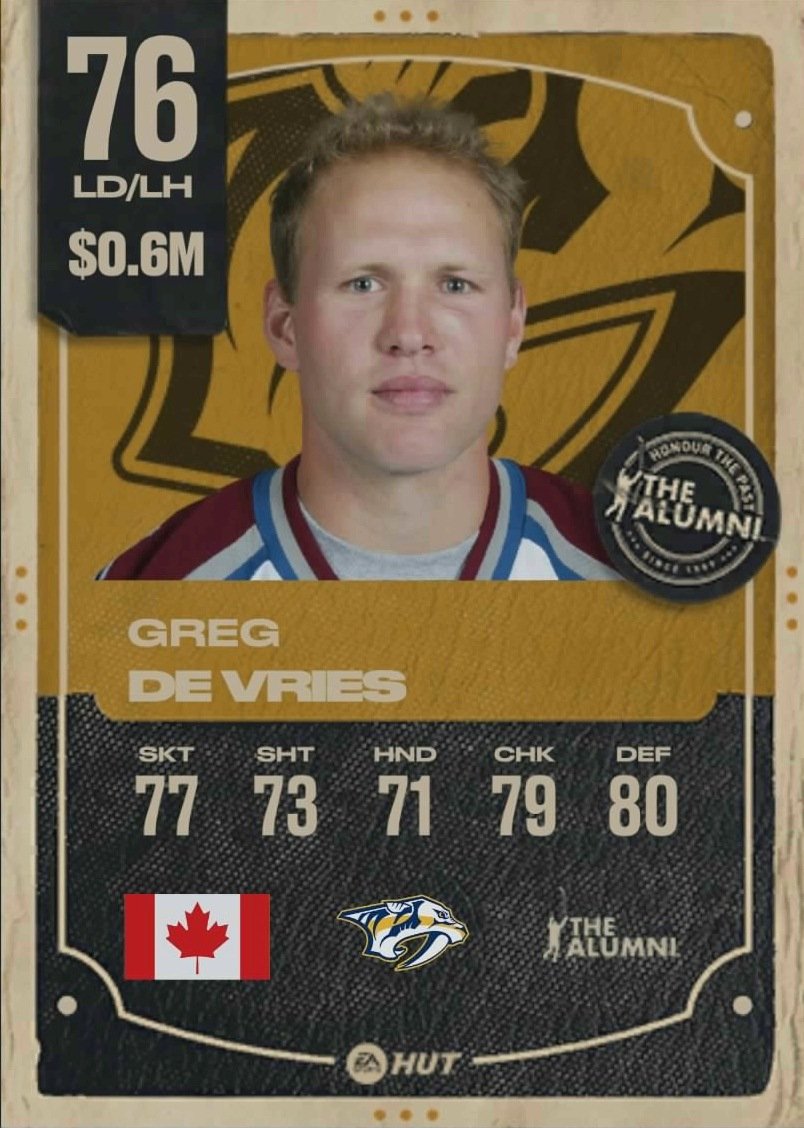 76
LD/LH
$0.6M
HONOUR THE PAST
THE
ALUMNI
GREG
DE VRIES
SKT SHT HND CHK DEF
77 73 71 79 80
THE
ALUMNI
EA
HUT